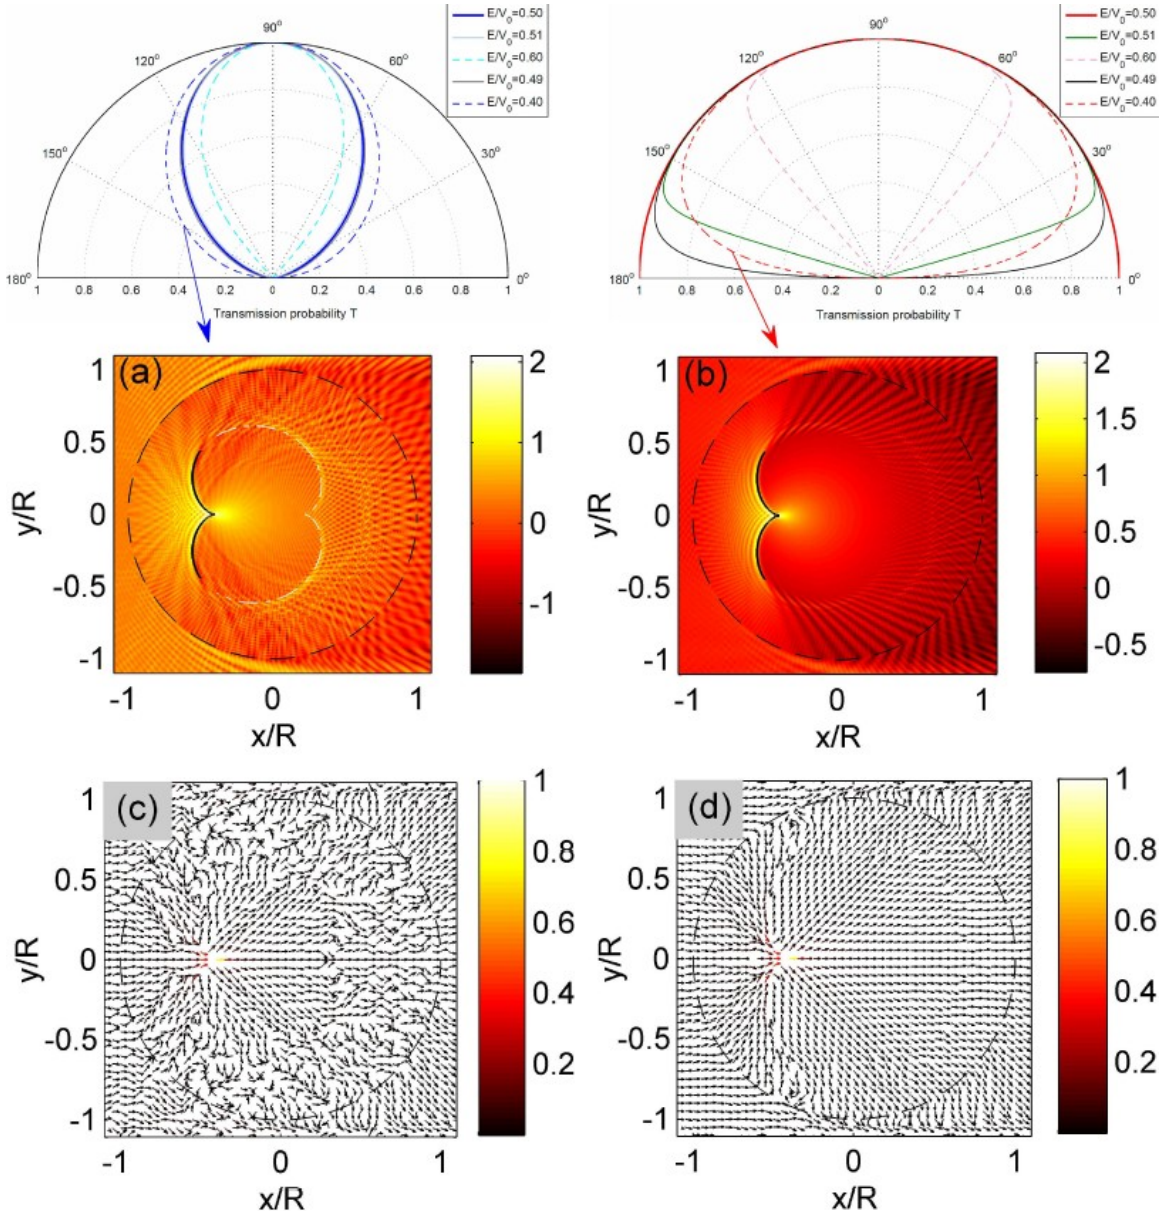 90°
120°
60°
150°
30°
180°
0°
1 0.8 0.6 0.4 0.2 0 0.2 0.4 0.6 0.8 1
Transmission probability T
E/V₀=0.50
E/V₀=0.51
E/V₀=0.60
E/V₀=0.49
E/V₀=0.40
90°
120°
60°
150°
30°
180°
0°
1 0.8 0.6 0.4 0.2 0 0.2 0.4 0.6 0.8 1
Transmission probability T
E/V₀=0.50
E/V₀=0.51
E/V₀=0.60
E/V₀=0.49
E/V₀=0.40
(a)
y/R
1
0.5
0
-0.5
-1
-1 0 1
x/R
2
1
0
-1
(b)
y/R
1
0.5
0
-0.5
-1
-1 0 1
x/R
2
1.5
1
0.5
0
-0.5
(c)
y/R
1
0.5
0
-0.5
-1
-1 0 1
x/R
1
0.8
0.6
0.4
0.2
(d)
y/R
1
0.5
0
-0.5
-1
-1 0 1
x/R
1
0.8
0.6
0.4
0.2